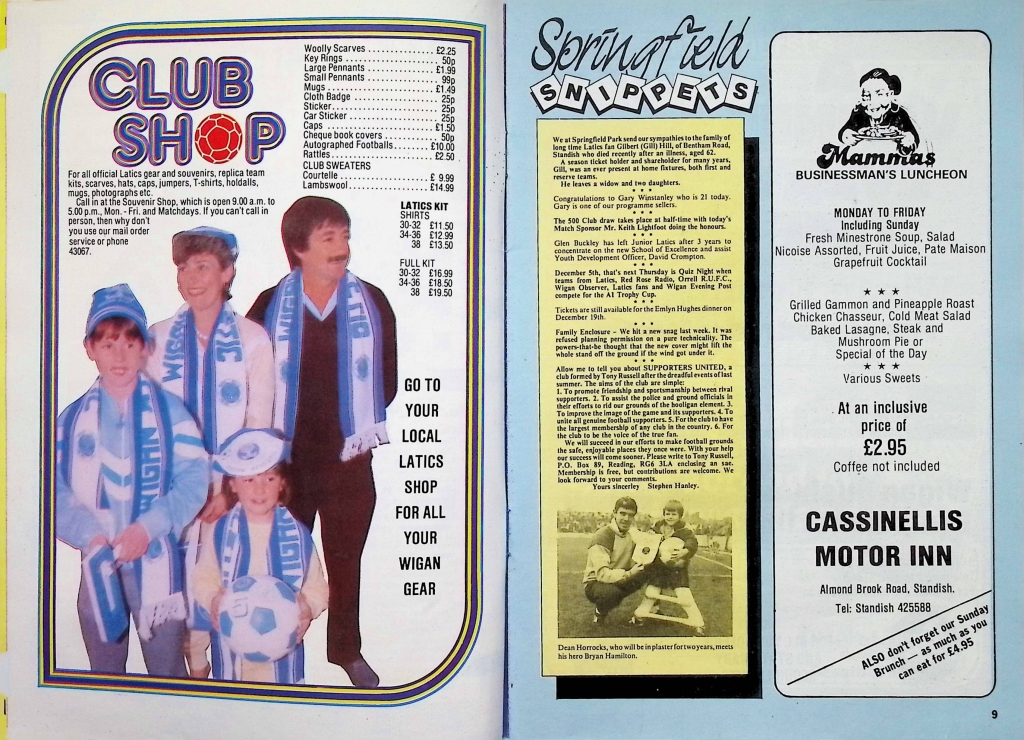 CLUB
SHOP
For all official Latics gear and souvenirs, replica team
kits, scarves, hats, caps, jumpers, T-shirts, holdalls,
mugs, photographs etc.
Call in at the Souvenir Shop, which is open 9.00 a.m. to
5.00 p.m., Mon. - Fri. and Matchdays. If you can't call in
person, then why don't
you use our mail order
service or phone
43067.
Woolly Scarves . . . . . . . . . . . . . . £2.25
Key Rings . . . . . . . . . . . . . . . . . . . 50p
Large Pennants . . . . . . . . . . . . . . £1.99
Small Pennants . . . . . . . . . . . . . . 99p
Mugs . . . . . . . . . . . . . . . . . . . . . . £1.49
Cloth Badge . . . . . . . . . . . . . . . . . 25p
Sticker . . . . . . . . . . . . . . . . . . . . . 25p
Car Sticker . . . . . . . . . . . . . . . . . . 25p
Caps . . . . . . . . . . . . . . . . . . . . . . £1.50
Cheque book covers . . . . . . . . . . . 50p
Autographed Footballs . . . . . . . £10.00
Rattles . . . . . . . . . . . . . . . . . . . . . £2.50
CLUB SWEATERS
Courtelle . . . . . . . . . . . . . . . . . . £ 9.99
Lambswool . . . . . . . . . . . . . . . . £14.99
LATICS KIT
SHIRTS
30-32 £11.50
34-36 £12.99
38 £13.50
FULL KIT
30-32 £16.99
34-36 £18.50
38 £19.50
GO TO
YOUR
LOCAL
LATICS
SHOP
FOR ALL
YOUR
WIGAN
GEAR
WIGAN
WIGAN
WIGAN
Springfield
SNIPPETS
We at Springfield Park send our sympathies to the family of
long time Latics fan Gilbert (Gill) Hill, of Bentham Road,
Standish who died recently after an illness, aged 62.
A season ticket holder and shareholder for many years,
Gill, was an ever present at home fixtures, both first and
reserve teams.
He leaves a widow and two daughters.
* * *
Congratulations to Gary Winstanley who is 21 today.
Gary is one of our programme sellers.
* * *
The 500 Club draw takes place at half-time with today's
Match Sponsor Mr. Keith Lightfoot doing the honours.
* * *
Glen Buckley has left Junior Latics after 3 years to
concentrate on the new School of Excellence and assist
Youth Development Officer, David Crompton.
* * *
December 5th, that's next Thursday is Quiz Night when
teams from Latics, Red Rose Radio, Orrell R.U.F.C.,
Wigan Observer, Latics fans and Wigan Evening Post
compete for the A1 Trophy Cup.
* * *
Tickets are still available for the Emlyn Hughes dinner on
December 19th.
* * *
Family Enclosure – We hit a new snag last week. It was
refused planning permission on a pure technicality. The
powers-that-be thought that the new cover might lift the
whole stand off the ground if the wind got under it.
* * *
Allow me to tell you about SUPPORTERS UNITED, a
club formed by Tony Russell after the dreadful events of last
summer. The aims of the club are simple:
1. To promote friendship and sportsmanship between rival
supporters. 2. To assist the police and ground officials in
their efforts to rid our grounds of the hooligan element. 3.
To improve the image of the game and its supporters. 4. To
unite all genuine football supporters. 5. For the club to have
the largest membership of any club in the country. 6. For
the club to be the voice of the true fan.
We will succeed in our efforts to make football grounds
the safe, enjoyable places they once were. With your help
our success will come sooner. Please write to Tony Russell,
P.O. Box 89, Reading, RG6 3LA enclosing an sae.
Membership is free, but contributions are welcome. We
look forward to your comments.
Yours sincerley Stephen Hanley.
Dean Horrocks, who will be in plaster for two years, meets
his hero Bryan Hamilton.
Mammas
BUSINESSMAN'S LUNCHEON
MONDAY TO FRIDAY
Including Sunday
Fresh Minestrone Soup, Salad
Nicoise Assorted, Fruit Juice, Pate Maison
Grapefruit Cocktail
★ ★ ★
Grilled Gammon and Pineapple Roast
Chicken Chasseur, Cold Meat Salad
Baked Lasagne, Steak and
Mushroom Pie or
Special of the Day
★ ★ ★
Various Sweets
At an inclusive
price of
£2.95
Coffee not included
CASSINELLIS
MOTOR INN
Almond Brook Road, Standish.
Tel: Standish 425588
ALSO don't forget our Sunday
Brunch — as much as you
can eat for £4.95
9